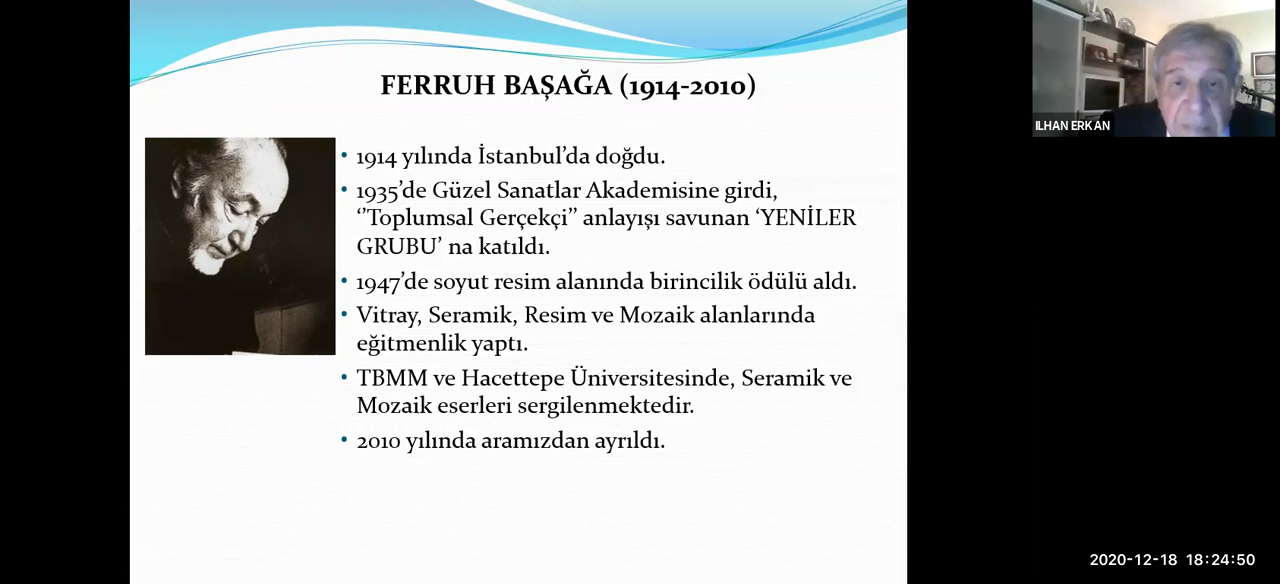 FERRUH BAŞAĞA (1914-2010)
• 1914 yılında İstanbul’da doğdu.
• 1935’de Güzel Sanatlar Akademisine girdi,
‘’Toplumsal Gerçekçi’’ anlayışı savunan ‘YENİLER
GRUBU’ na katıldı.
• 1947’de soyut resim alanında birincilik ödülü aldı.
• Vitray, Seramik, Resim ve Mozaik alanlarında
eğitmenlik yaptı.
• TBMM ve Hacettepe Üniversitesinde, Seramik ve
Mozaik eserleri sergilenmektedir.
• 2010 yılında aramızdan ayrıldı.
ILHAN ERKAN
2020-12-18 18:24:50